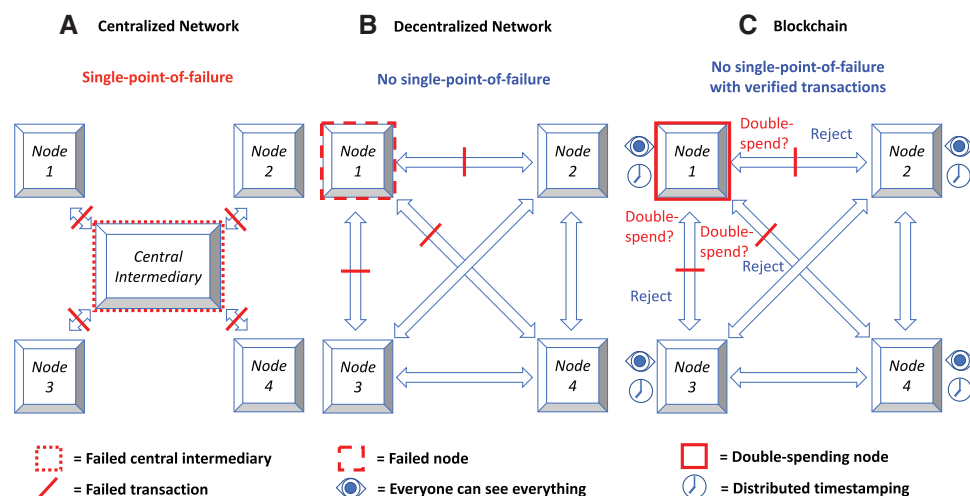 A Centralized Network
Single-point-of-failure
Node
1
Node
2
Central
Intermediary
Node
3
Node
4
B Decentralized Network
No single-point-of-failure
Node
1
Node
2
Node
3
Node
4
C Blockchain
No single-point-of-failure
with verified transactions
Node
1
Double-
spend?
Reject
Node
2
Double-
spend?
Double-
spend?
Reject
Reject
Node
3
Node
4
= Failed central intermediary
= Failed node
= Double-spending node
= Failed transaction
= Everyone can see everything
= Distributed timestamping